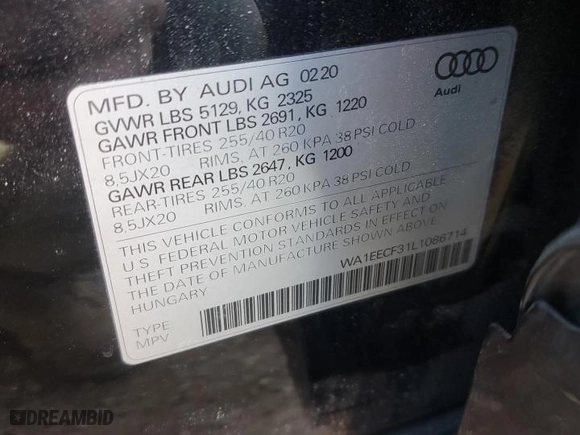 MFD. BY AUDI AG 0220
GVWR LBS 5129, KG 2325
GAWR FRONT LBS 2691, KG 1220
FRONT-TIRES 255/40 R20
8,5JX20 RIMS. AT 260 KPA 38 PSI COLD
GAWR REAR LBS 2647, KG 1200
REAR-TIRES 255/40 R20
8,5JX20 RIMS. AT 260 KPA 38 PSI COLD
THIS VEHICLE CONFORMS TO ALL APPLICABLE
U.S. FEDERAL MOTOR VEHICLE SAFETY AND
THEFT PREVENTION STANDARDS IN EFFECT ON
THE DATE OF MANUFACTURE SHOWN ABOVE.
HUNGARY
WA1EECF31L1086714
TYPE
MPV
Audi
DREAMBID